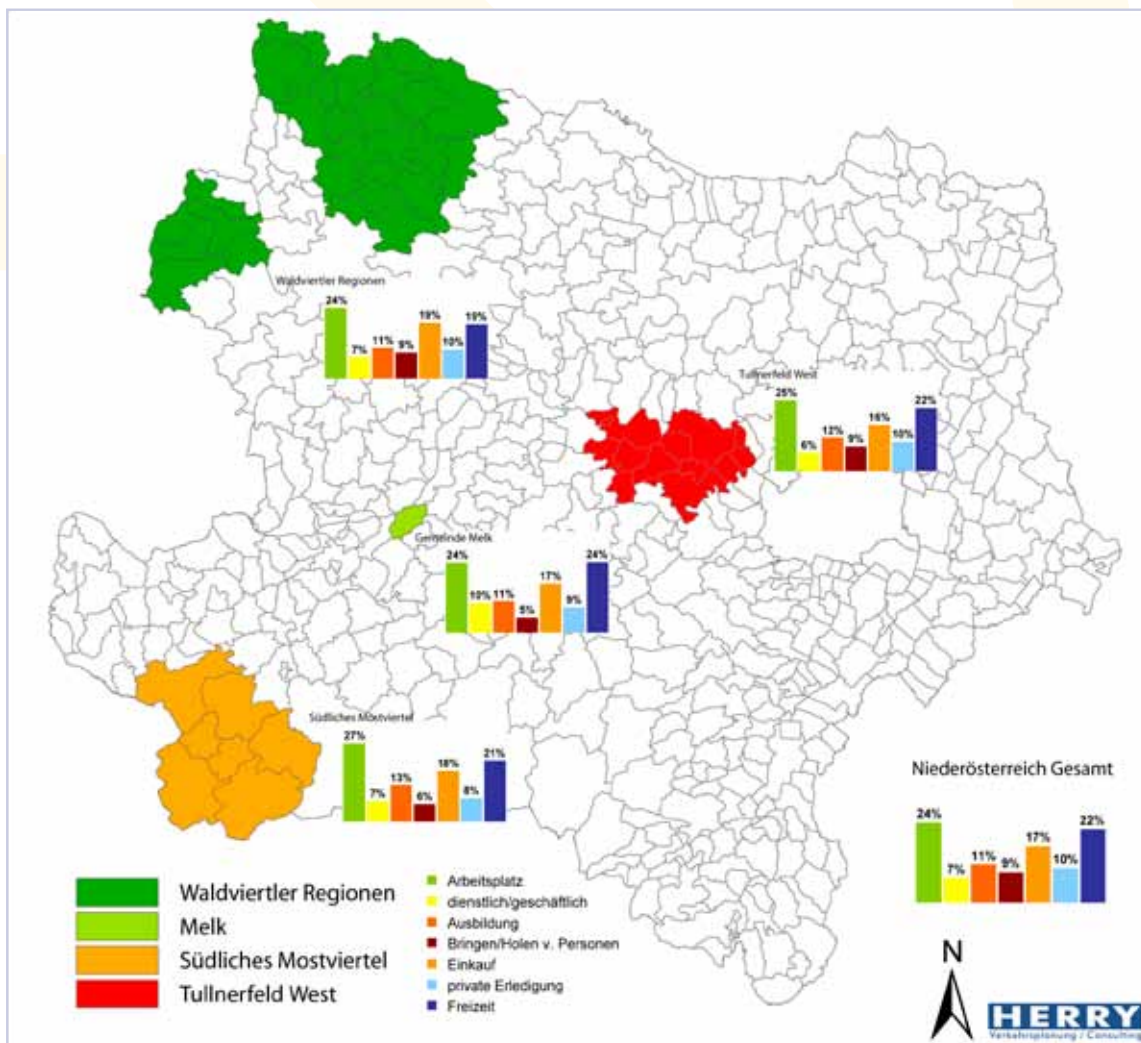 Waldviertler Regionen
24%
7%
11%
9%
19%
10%
19%
Tullnerfeld West
25%
6%
12%
9%
16%
10%
22%
Gemeinde Melk
24%
10%
11%
5%
17%
9%
24%
Südliches Mostviertel
27%
7%
13%
6%
18%
8%
21%
Niederösterreich Gesamt
24%
7%
11%
9%
17%
10%
22%
Waldviertler Regionen
Melk
Südliches Mostviertel
Tullnerfeld West
Arbeitsplatz
dienstlich/geschäftlich
Ausbildung
Bringen/Holen v. Personen
Einkauf
private Erledigung
Freizeit
N
HERRY
Verkehrsplanung / Consulting